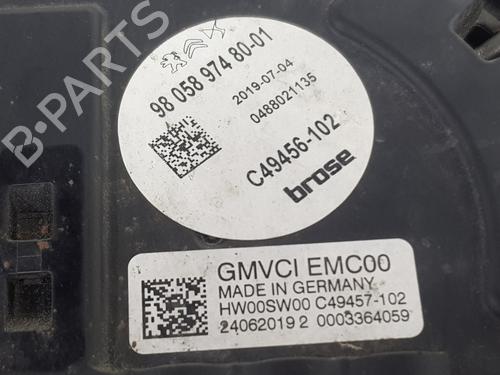 98 058 974 80-01
2019-07-04
0488021135
C49456-102
brose
GMVCI EMC00
MADE IN GERMANY
HW00SW00 C49457-102
24062019 2 0003364059
B-PARTS